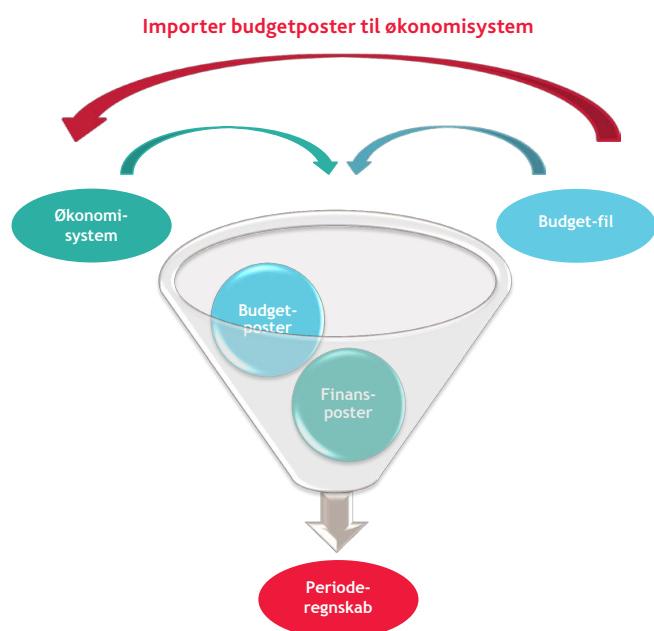 Importer budgetposter til økonomisystem
Økonomi-
system
Budget-fil
Budget-
poster
Finans-
poster
Periode-
regnskab